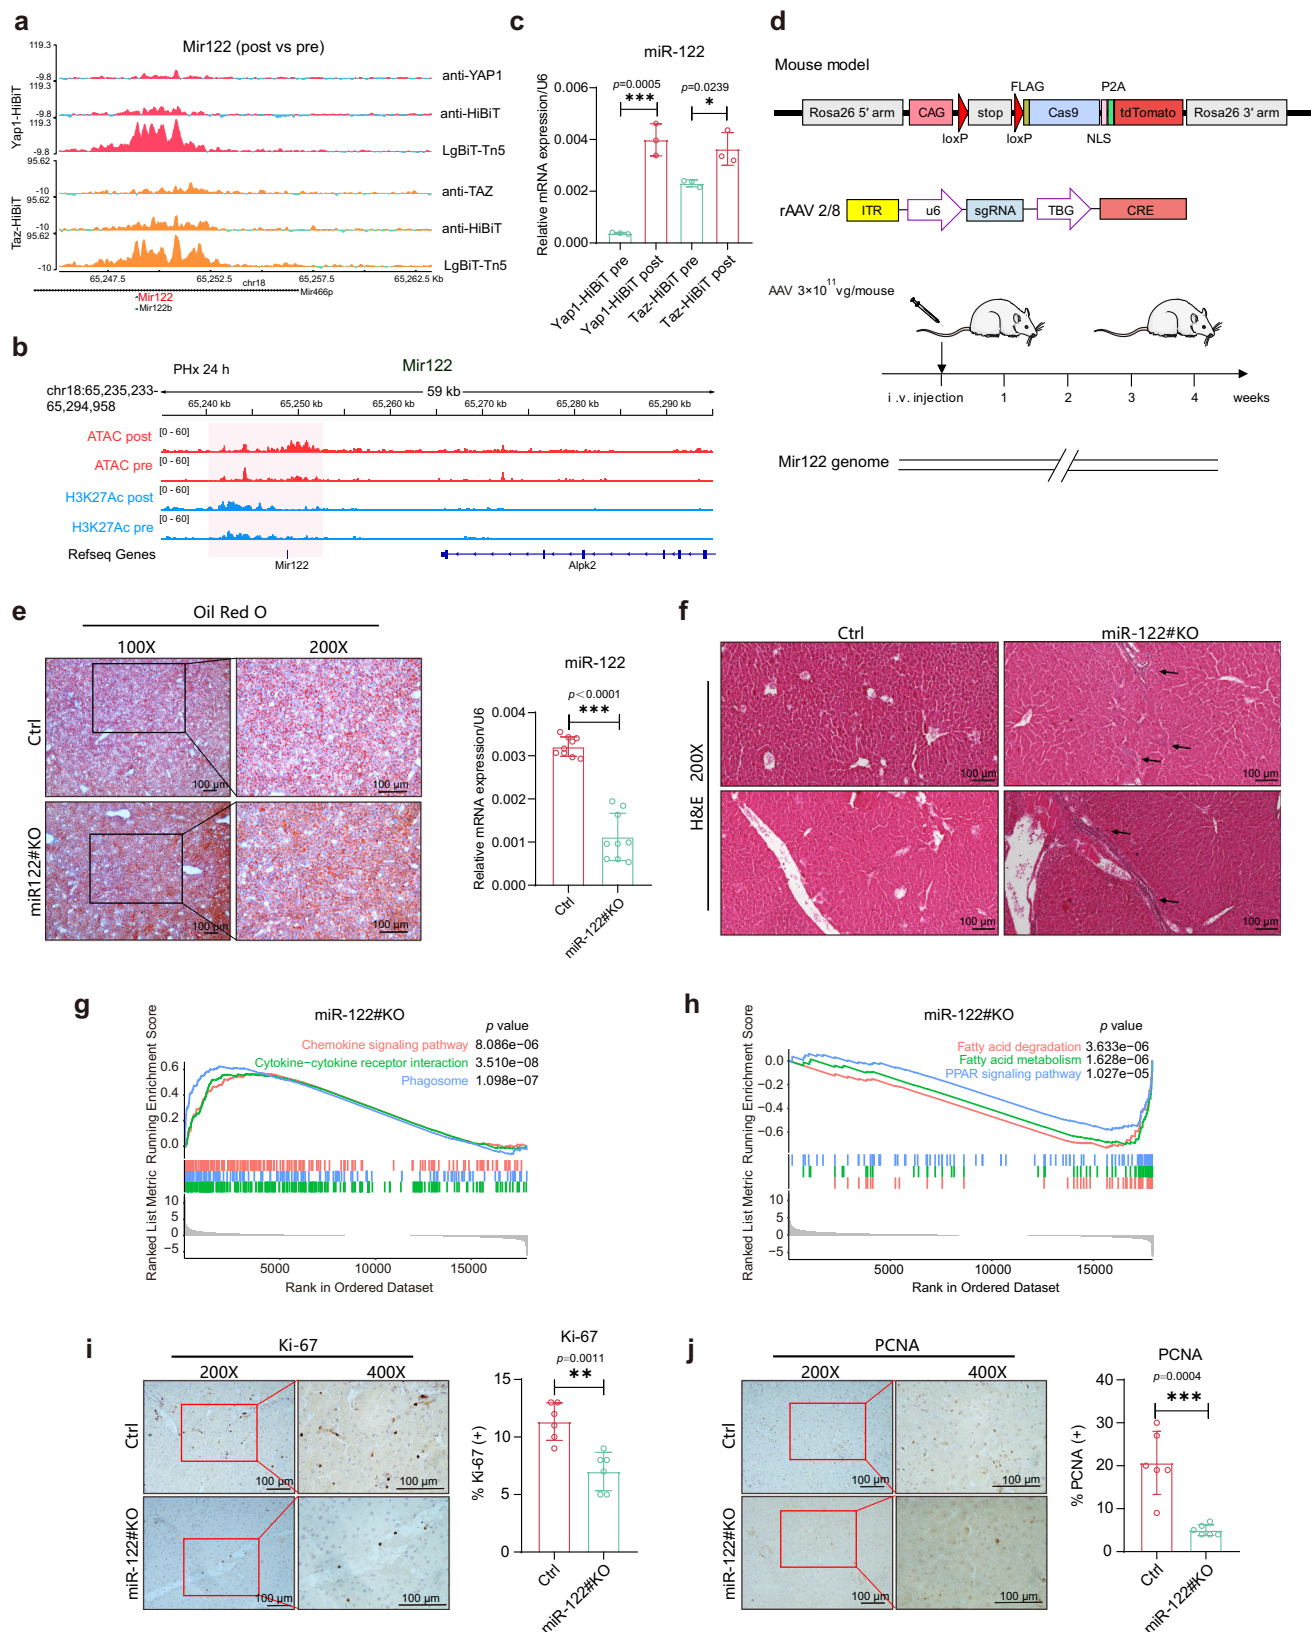 a
Mir122 (post vs pre)
119.3
-9.8
anti-YAP1
119.3
-9.8
anti-HiBiT
119.3
-9.8
LgBiT-Tn5
Yap1-HiBiT
95.62
-10
anti-TAZ
95.62
-10
anti-HiBiT
95.62
-10
LgBiT-Tn5
Taz-HiBiT
65,247.5 65,252.5 65,257.5 65,262.5 Kb
chr18
Mir466p
Mir122
Mir122b
b
PHx 24 h
Mir122
chr18:65,235,233-
65,294,958
59 kb
65,240 kb 65,250 kb 65,260 kb 65,270 kb 65,280 kb 65,290 kb
ATAC post [0 - 60]
ATAC pre [0 - 60]
H3K27Ac post [0 - 60]
H3K27Ac pre [0 - 60]
Refseq Genes
Mir122
Alpk2
c
miR-122
p=0.0005
***
p=0.0239
*
Relative mRNA expression/U6
0.006
0.004
0.002
0.000
Yap1-HiBiT pre
Yap1-HiBiT post
Taz-HiBiT pre
Taz-HiBiT post
d
Mouse model
FLAG P2A
Rosa26 5′ arm CAG stop Cas9 tdTomato Rosa26 3′ arm
loxP loxP NLS
rAAV 2/8 ITR u6 sgRNA TBG CRE
AAV 3×10¹¹ vg/mouse
i .v. injection 1 2 3 4 weeks
Mir122 genome
e
Oil Red O
100X 200X
Ctrl
100 µm 100 µm
miR122#KO
100 µm 100 µm
miR-122
p<0.0001
***
Relative mRNA expression/U6
0.004
0.003
0.002
0.001
0.000
Ctrl
miR-122#KO
f
Ctrl miR-122#KO
H&E 200X
100 µm 100 µm
100 µm 100 µm
g
miR-122#KO
p value
Chemokine signaling pathway 8.086e-06
Cytokine−cytokine receptor interaction 3.510e-08
Phagosome 1.098e-07
Running Enrichment Score
0.6
0.4
0.2
0.0
Ranked List Metric
10
5
0
−5
5000 10000 15000
Rank in Ordered Dataset
h
miR-122#KO
p value
Fatty acid degradation 3.633e-06
Fatty acid metabolism 1.628e-06
PPAR signaling pathway 1.027e-05
Running Enrichment Score
0.0
−0.2
−0.4
−0.6
Ranked List Metric
10
5
0
−5
5000 10000 15000
Rank in Ordered Dataset
i
Ki-67
200X 400X
Ctrl
100 µm 100 µm
miR-122#KO
100 µm 100 µm
Ki-67
p=0.0011
**
% Ki-67 (+)
15
10
5
0
Ctrl
miR-122#KO
j
PCNA
200X 400X
Ctrl
100 µm 100 µm
miR-122#KO
100 µm 100 µm
PCNA
p=0.0004
***
% PCNA (+)
40
30
20
10
0
Ctrl
miR-122#KO